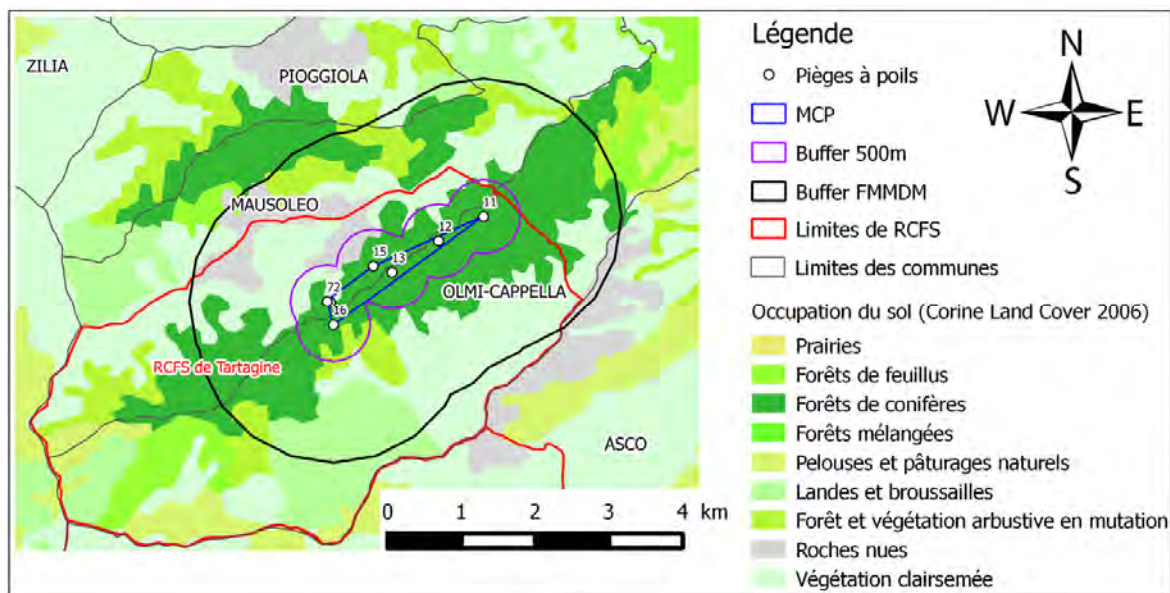 ZILIA
PIOGGIOLA
MAUSOLEO
11
12
15
13
72
16
OLMI-CAPPELLA
RCFS de Tartagine
ASCO
0 1 2 3 4 km
Légende
Pièges à poils
MCP
Buffer 500m
Buffer FMMDM
Limites de RCFS
Limites des communes
Occupation du sol (Corine Land Cover 2006)
Prairies
Forêts de feuillus
Forêts de conifères
Forêts mélangées
Pelouses et pâturages naturels
Landes et broussailles
Forêt et végétation arbustive en mutation
Roches nues
Végétation clairsemée
N
W E
S